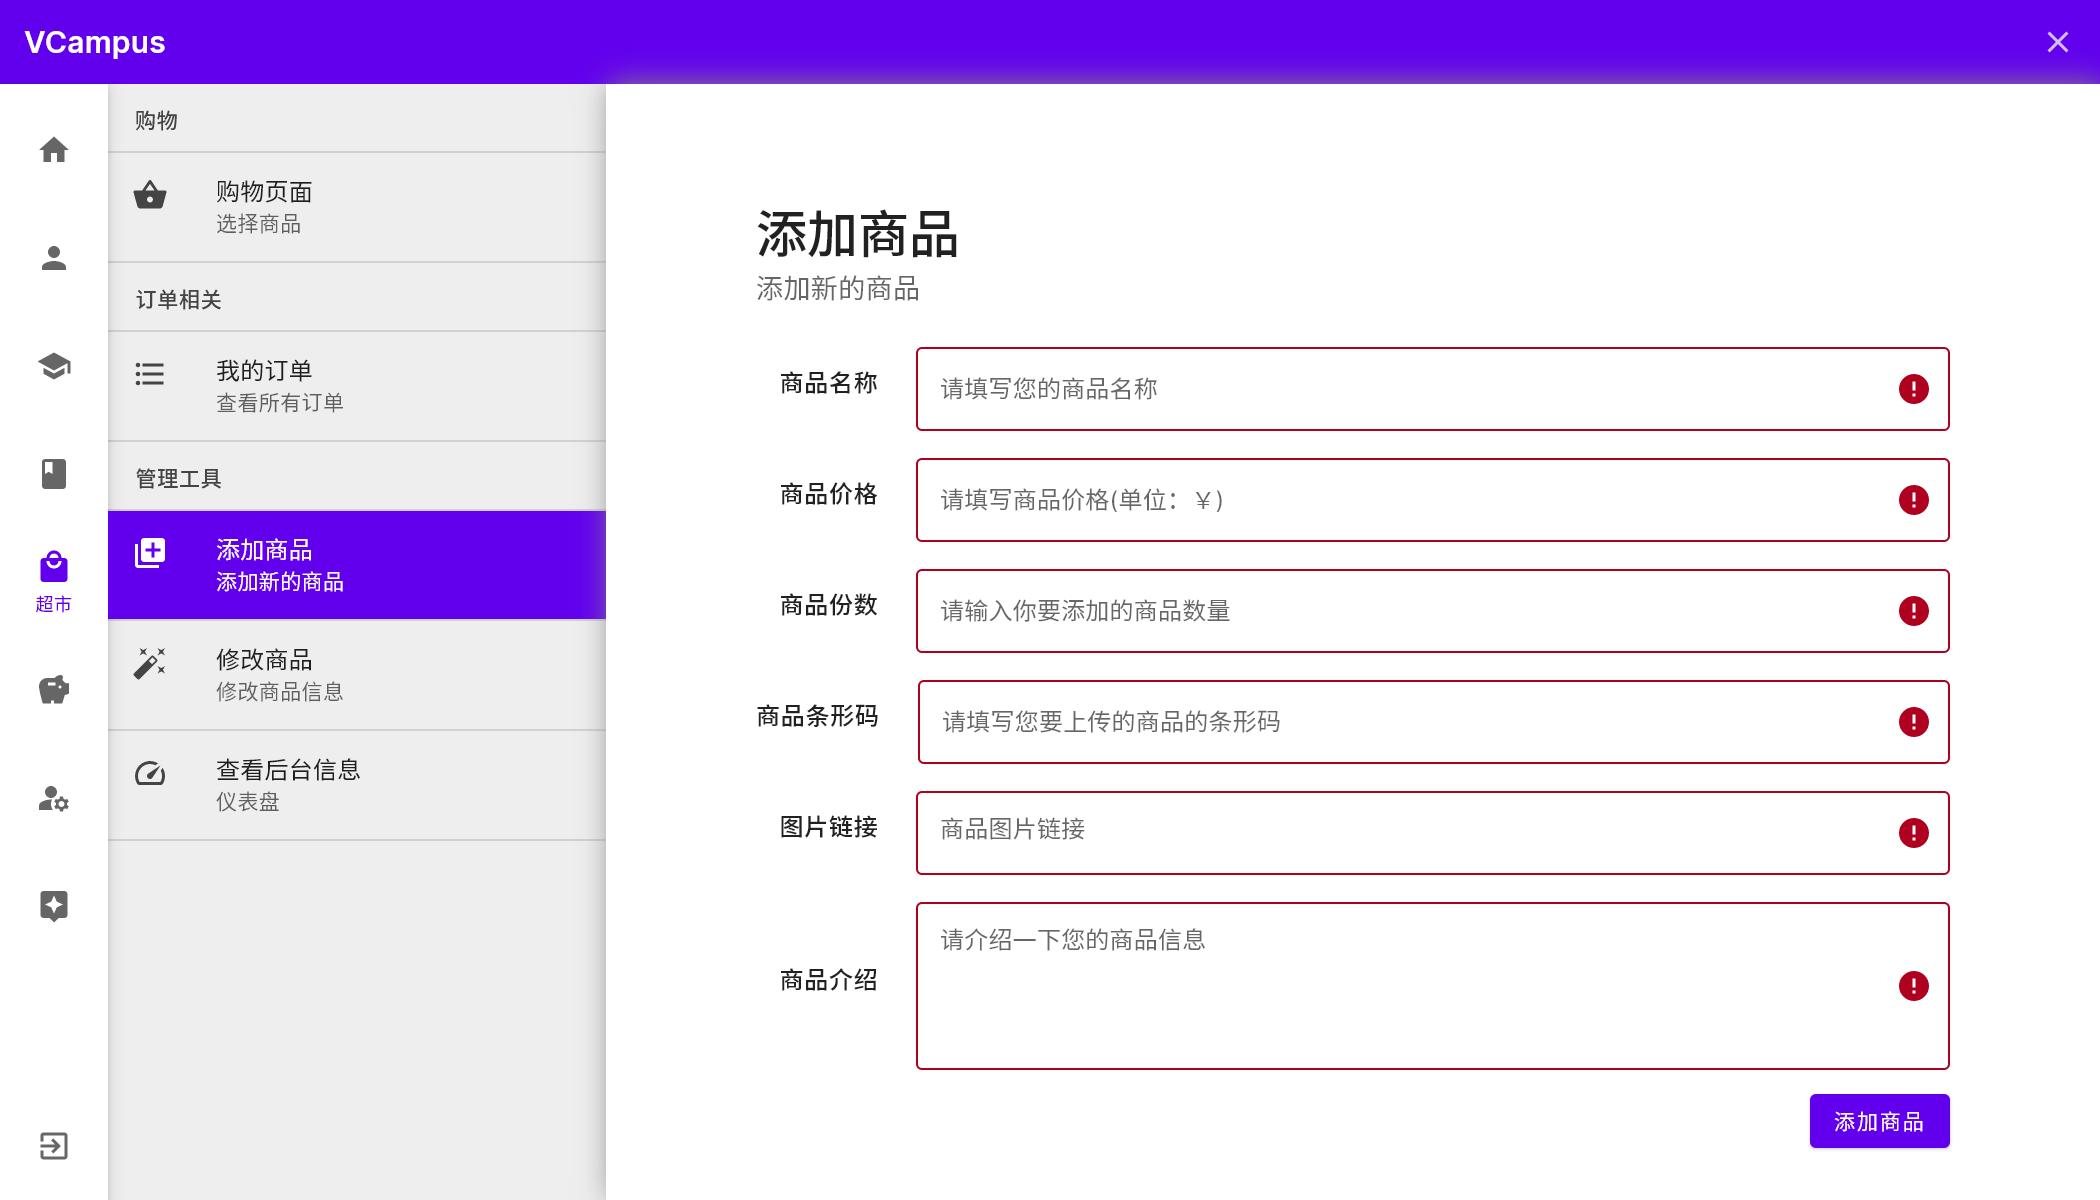 VCampus
超市
购物
购物页面
选择商品
订单相关
我的订单
查看所有订单
管理工具
添加商品
添加新的商品
修改商品
修改商品信息
查看后台信息
仪表盘
添加商品
添加新的商品
商品名称
请填写您的商品名称
商品价格
请填写商品价格(单位：￥)
商品份数
请输入你要添加的商品数量
商品条形码
请填写您要上传的商品的条形码
图片链接
商品图片链接
商品介绍
请介绍一下您的商品信息
添加商品